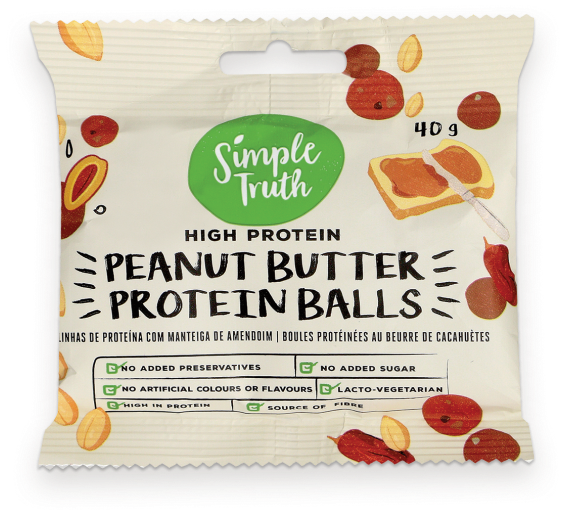 40 g
Simple
Truth
HIGH PROTEIN
PEANUT BUTTER
PROTEIN BALLS
LINHAS DE PROTEÍNA COM MANTEIGA DE AMENDOIM | BOULES PROTÉINÉES AU BEURRE DE CACAHUÈTES
NO ADDED PRESERVATIVES NO ADDED SUGAR
NO ARTIFICIAL COLOURS OR FLAVOURS LACTO-VEGETARIAN
HIGH IN PROTEIN SOURCE OF FIBRE